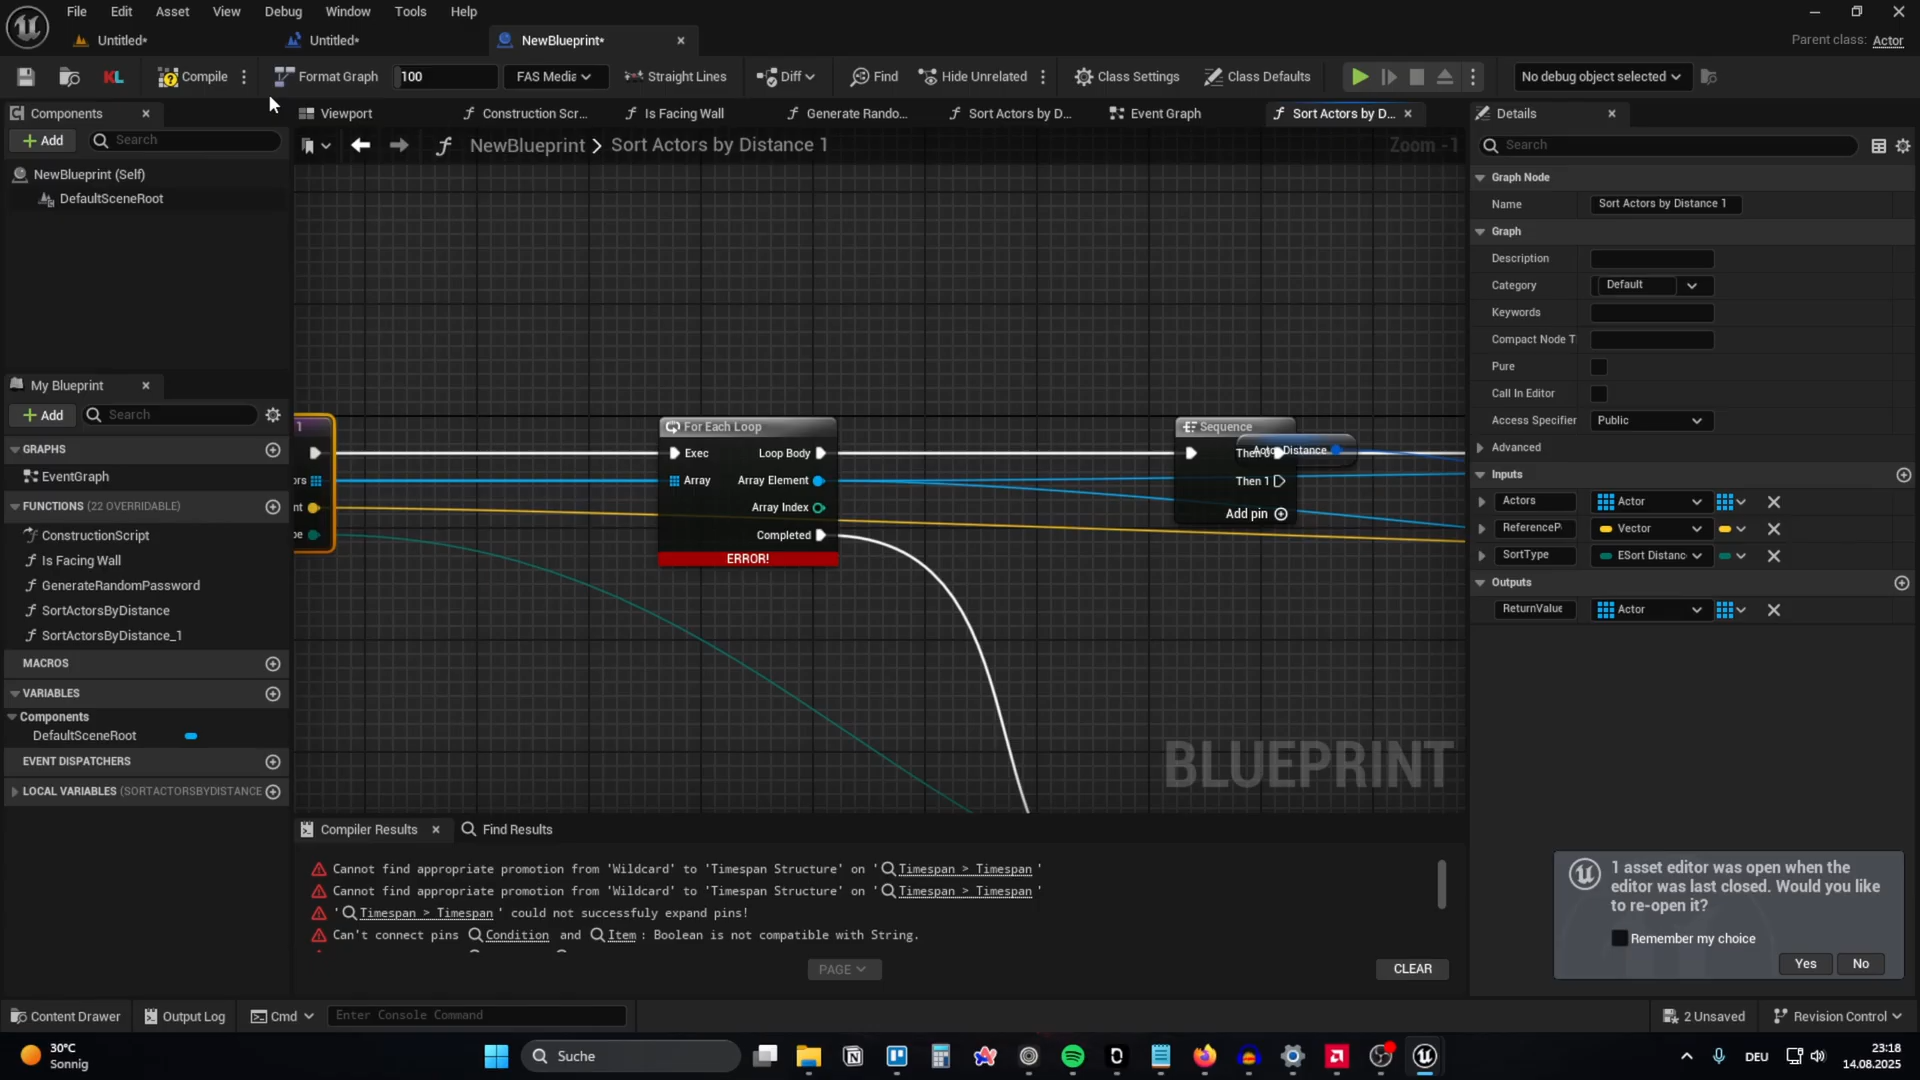 File Edit Asset View Debug Window Tools Help
Untitled* Untitled* NewBlueprint*
Parent class: Actor
KL Compile Format Graph 100 FAS Media Straight Lines Diff Find Hide Unrelated Class Settings Class Defaults No debug object selected
Components
Viewport Construction Scr... Is Facing Wall Generate Rando... Sort Actors by D... Event Graph Sort Actors by D...
Details
Add Search
NewBlueprint > Sort Actors by Distance 1
Zoom -1
Search
NewBlueprint (Self)
DefaultSceneRoot
Graph Node
Name Sort Actors by Distance 1
Graph
Description
Category Default
Keywords
Compact Node T
Pure
Call In Editor
Access Specifier Public
Advanced
Inputs
Actors Actor
ReferenceP Vector
SortType ESort Distanc
Outputs
ReturnValue Actor
My Blueprint
Add Search
GRAPHS
EventGraph
FUNCTIONS (22 OVERRIDABLE)
ConstructionScript
Is Facing Wall
GenerateRandomPassword
SortActorsByDistance
SortActorsByDistance_1
MACROS
VARIABLES
Components
DefaultSceneRoot
EVENT DISPATCHERS
LOCAL VARIABLES (SORTACTORSBYDISTANCE
1
ors
nt
pe
For Each Loop
Exec Loop Body
Array Array Element
Array Index
Completed
ERROR!
Sequence
Then 0
Distance
Then 1
Add pin
BLUEPRINT
Compiler Results Find Results
Cannot find appropriate promotion from 'Wildcard' to 'Timespan Structure' on ' Timespan > Timespan '
Cannot find appropriate promotion from 'Wildcard' to 'Timespan Structure' on ' Timespan > Timespan '
' Timespan > Timespan ' could not successfuly expand pins!
Can't connect pins Condition and Item : Boolean is not compatible with String.
PAGE
CLEAR
1 asset editor was open when the
editor was last closed. Would you like
to re-open it?
Remember my choice
Yes No
Content Drawer Output Log Cmd Enter Console Command 2 Unsaved Revision Control
30°C
Sonnig
Suche
DEU
23:18
14.08.2025